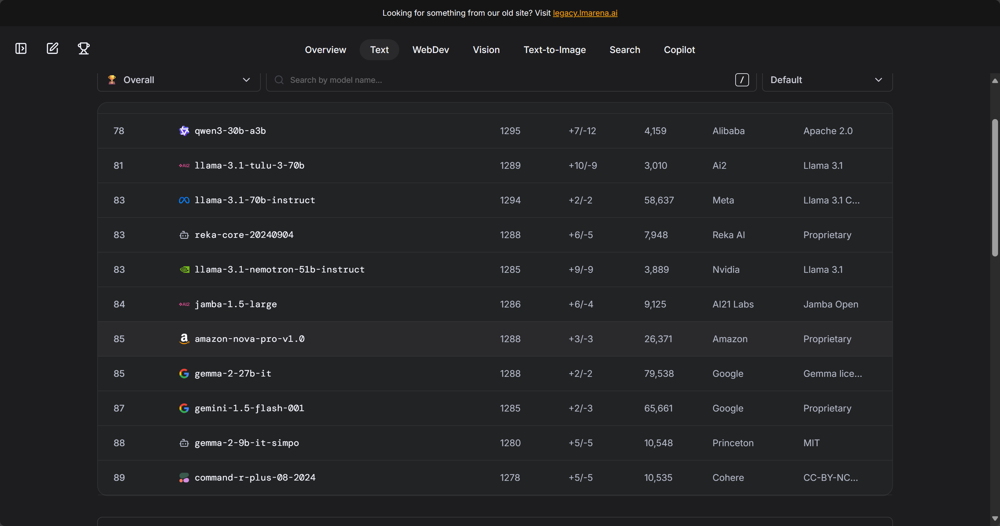 Looking for something from our old site? Visit legacy.lmarena.ai
Overview Text WebDev Vision Text-to-Image Search Copilot
Overall Search by model name... / Default
78 qwen3-30b-a3b 1295 +7/-12 4,159 Alibaba Apache 2.0
81 Ai2 llama-3.1-tulu-3-70b 1289 +10/-9 3,010 Ai2 Llama 3.1
83 llama-3.1-70b-instruct 1294 +2/-2 58,637 Meta Llama 3.1 C...
83 reka-core-20240904 1288 +6/-5 7,948 Reka AI Proprietary
83 llama-3.1-nemotron-51b-instruct 1285 +9/-9 3,889 Nvidia Llama 3.1
84 Ai2 jamba-1.5-large 1286 +6/-4 9,125 AI21 Labs Jamba Open
85 a amazon-nova-pro-v1.0 1288 +3/-3 26,371 Amazon Proprietary
85 G gemma-2-27b-it 1288 +2/-2 79,538 Google Gemma lice...
87 G gemini-1.5-flash-001 1285 +2/-3 65,661 Google Proprietary
88 gemma-2-9b-it-simpo 1280 +5/-5 10,548 Princeton MIT
89 command-r-plus-08-2024 1278 +5/-5 10,535 Cohere CC-BY-NC...